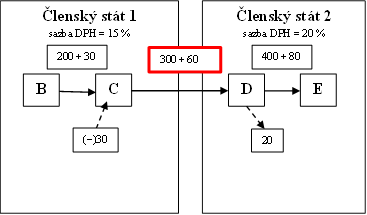 Členský stát 1
sazba DPH = 15 %
200 + 30
B
C
(−)30
300 + 60
Členský stát 2
sazba DPH = 20 %
400 + 80
D
E
20